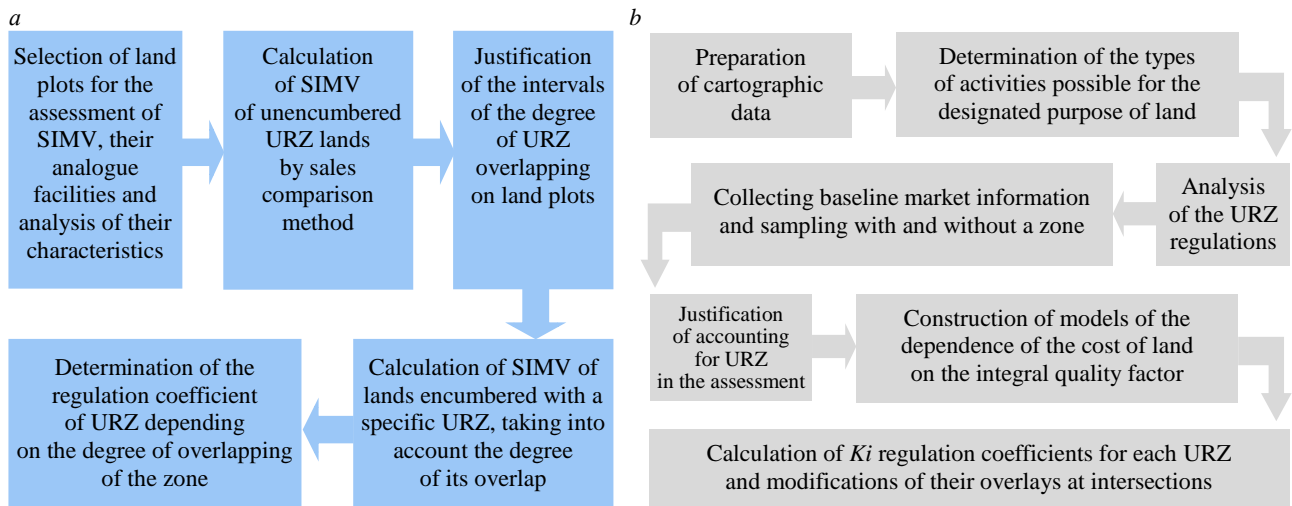 a
Selection of land
plots for the
assessment of
SIMV, their
analogue
facilities and
analysis of their
characteristics
Calculation
of SIMV
of unencumbered
URZ lands
by sales
comparison
method
Justification
of the intervals
of the degree
of URZ
overlapping
on land plots
Calculation of SIMV of
lands encumbered with a
specific URZ, taking into
account the degree
of its overlap
Determination of the
regulation coefficient
of URZ depending
on the degree of overlapping
of the zone
b
Preparation
of cartographic
data
Determination of the types
of activities possible for the
designated purpose of land
Analysis
of the URZ
regulations
Collecting baseline market information
and sampling with and without a zone
Justification
of accounting
for URZ
in the assessment
Construction of models of the
dependence of the cost of land
on the integral quality factor
Calculation of Ki regulation coefficients for each URZ
and modifications of their overlays at intersections